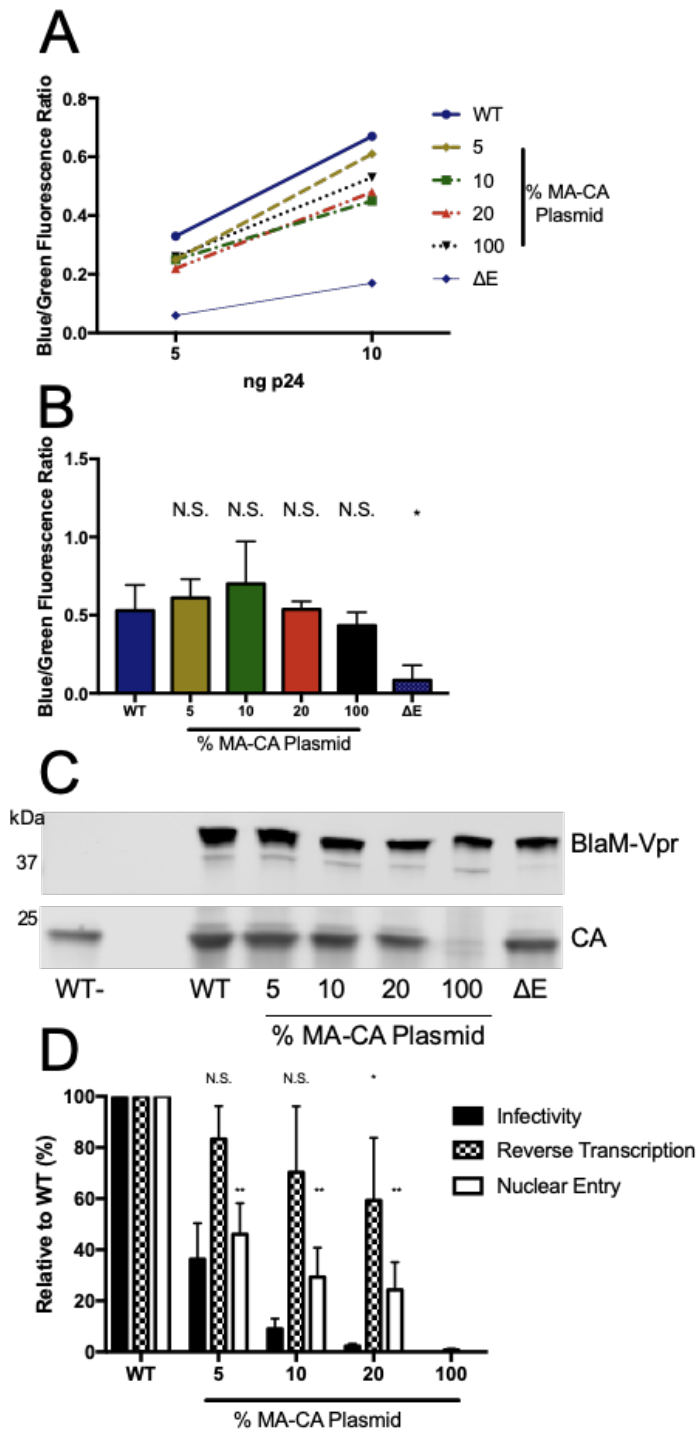 A
Blue/Green Fluorescence Ratio
0.8
0.6
0.4
0.2
0.0
5
10
ng p24
WT
5
10
20
100
ΔE
% MA-CA
Plasmid
B
Blue/Green Fluorescence Ratio
1.5
1.0
0.5
0.0
N.S.
N.S.
N.S.
N.S.
*
WT
5
10
20
100
ΔE
% MA-CA Plasmid
C
kDa
37
25
BlaM-Vpr
CA
WT-
WT
5
10
20
100
ΔE
% MA-CA Plasmid
D
Relative to WT (%)
100
80
60
40
20
0
N.S.
N.S.
*
**
**
**
Infectivity
Reverse Transcription
Nuclear Entry
WT
5
10
20
100
% MA-CA Plasmid